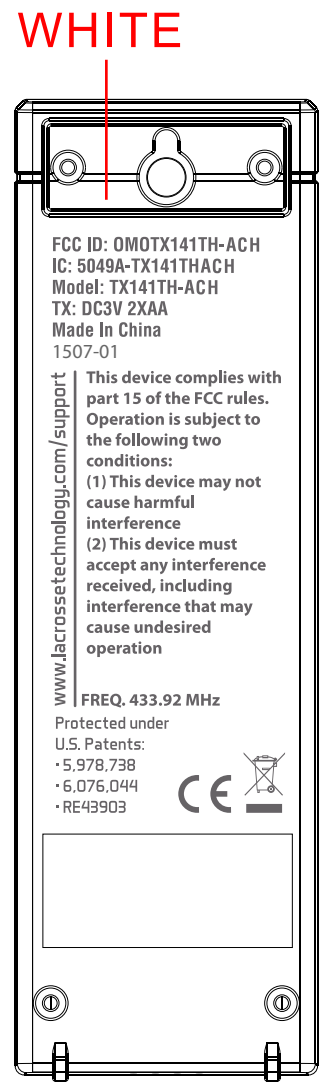 WHITE
FCC ID: OMOTX141TH-ACH
IC: 5049A-TX141THACH
Model: TX141TH-ACH
TX: DC3V 2XAA
Made In China
1507-01
www.lacrossetechnology.com/support
This device complies with
part 15 of the FCC rules.
Operation is subject to
the following two
conditions:
(1) This device may not
cause harmful
interference
(2) This device must
accept any interference
received, including
interference that may
cause undesired
operation
FREQ. 433.92 MHz
Protected under
U.S. Patents:
• 5,978,738
• 6,076,044
• RE43903
CE